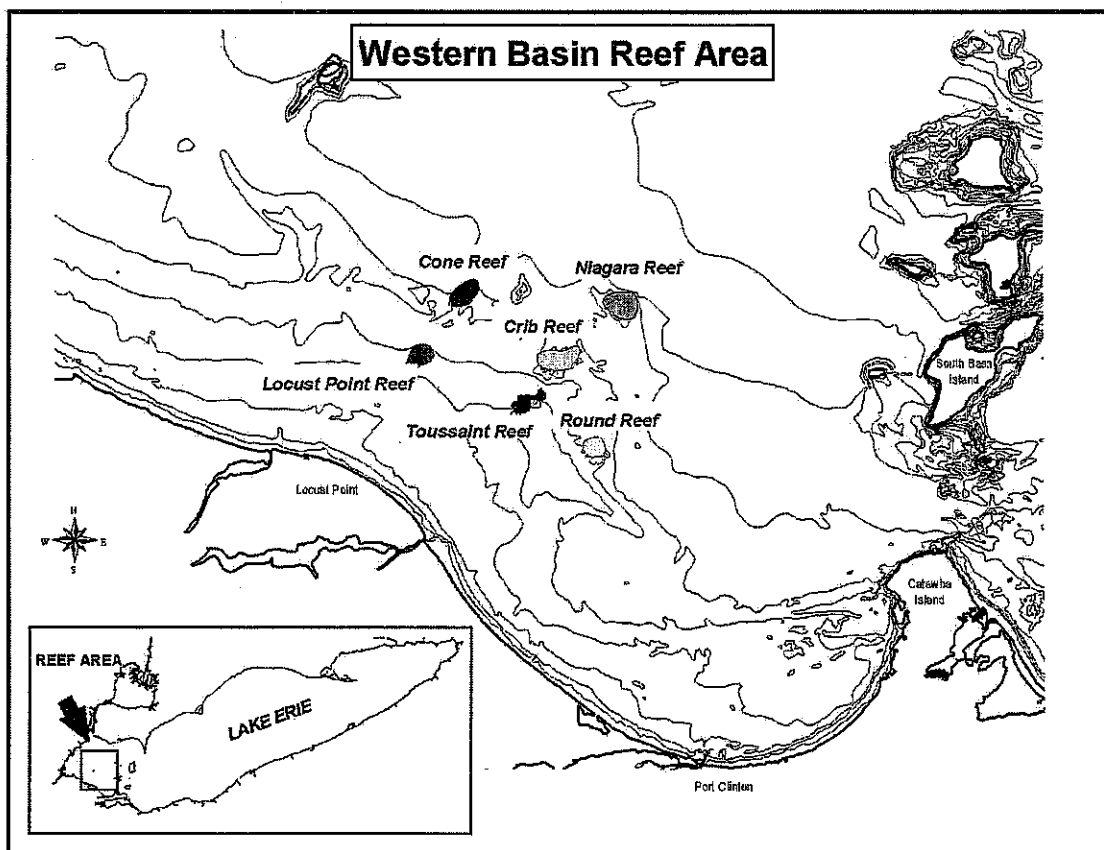 Western Basin Reef Area
Cone Reef
Niagara Reef
Crib Reef
Locust Point Reef
Toussaint Reef
Round Reef
South Bass
Island
Locust Point
N
W E
S
Catawba
Island
REEF AREA
LAKE ERIE
Port Clinton